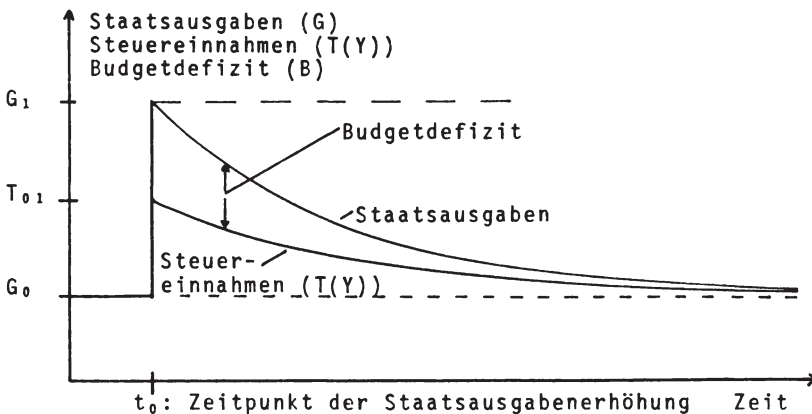 Staatsausgaben (G)
Steuereinnahmen (T(Y))
Budgetdefizit (B)
G₁
Budgetdefizit
T₀₁
Staatsausgaben
Steuer-
einnahmen (T(Y))
G₀
t₀: Zeitpunkt der Staatsausgabenerhöhung Zeit